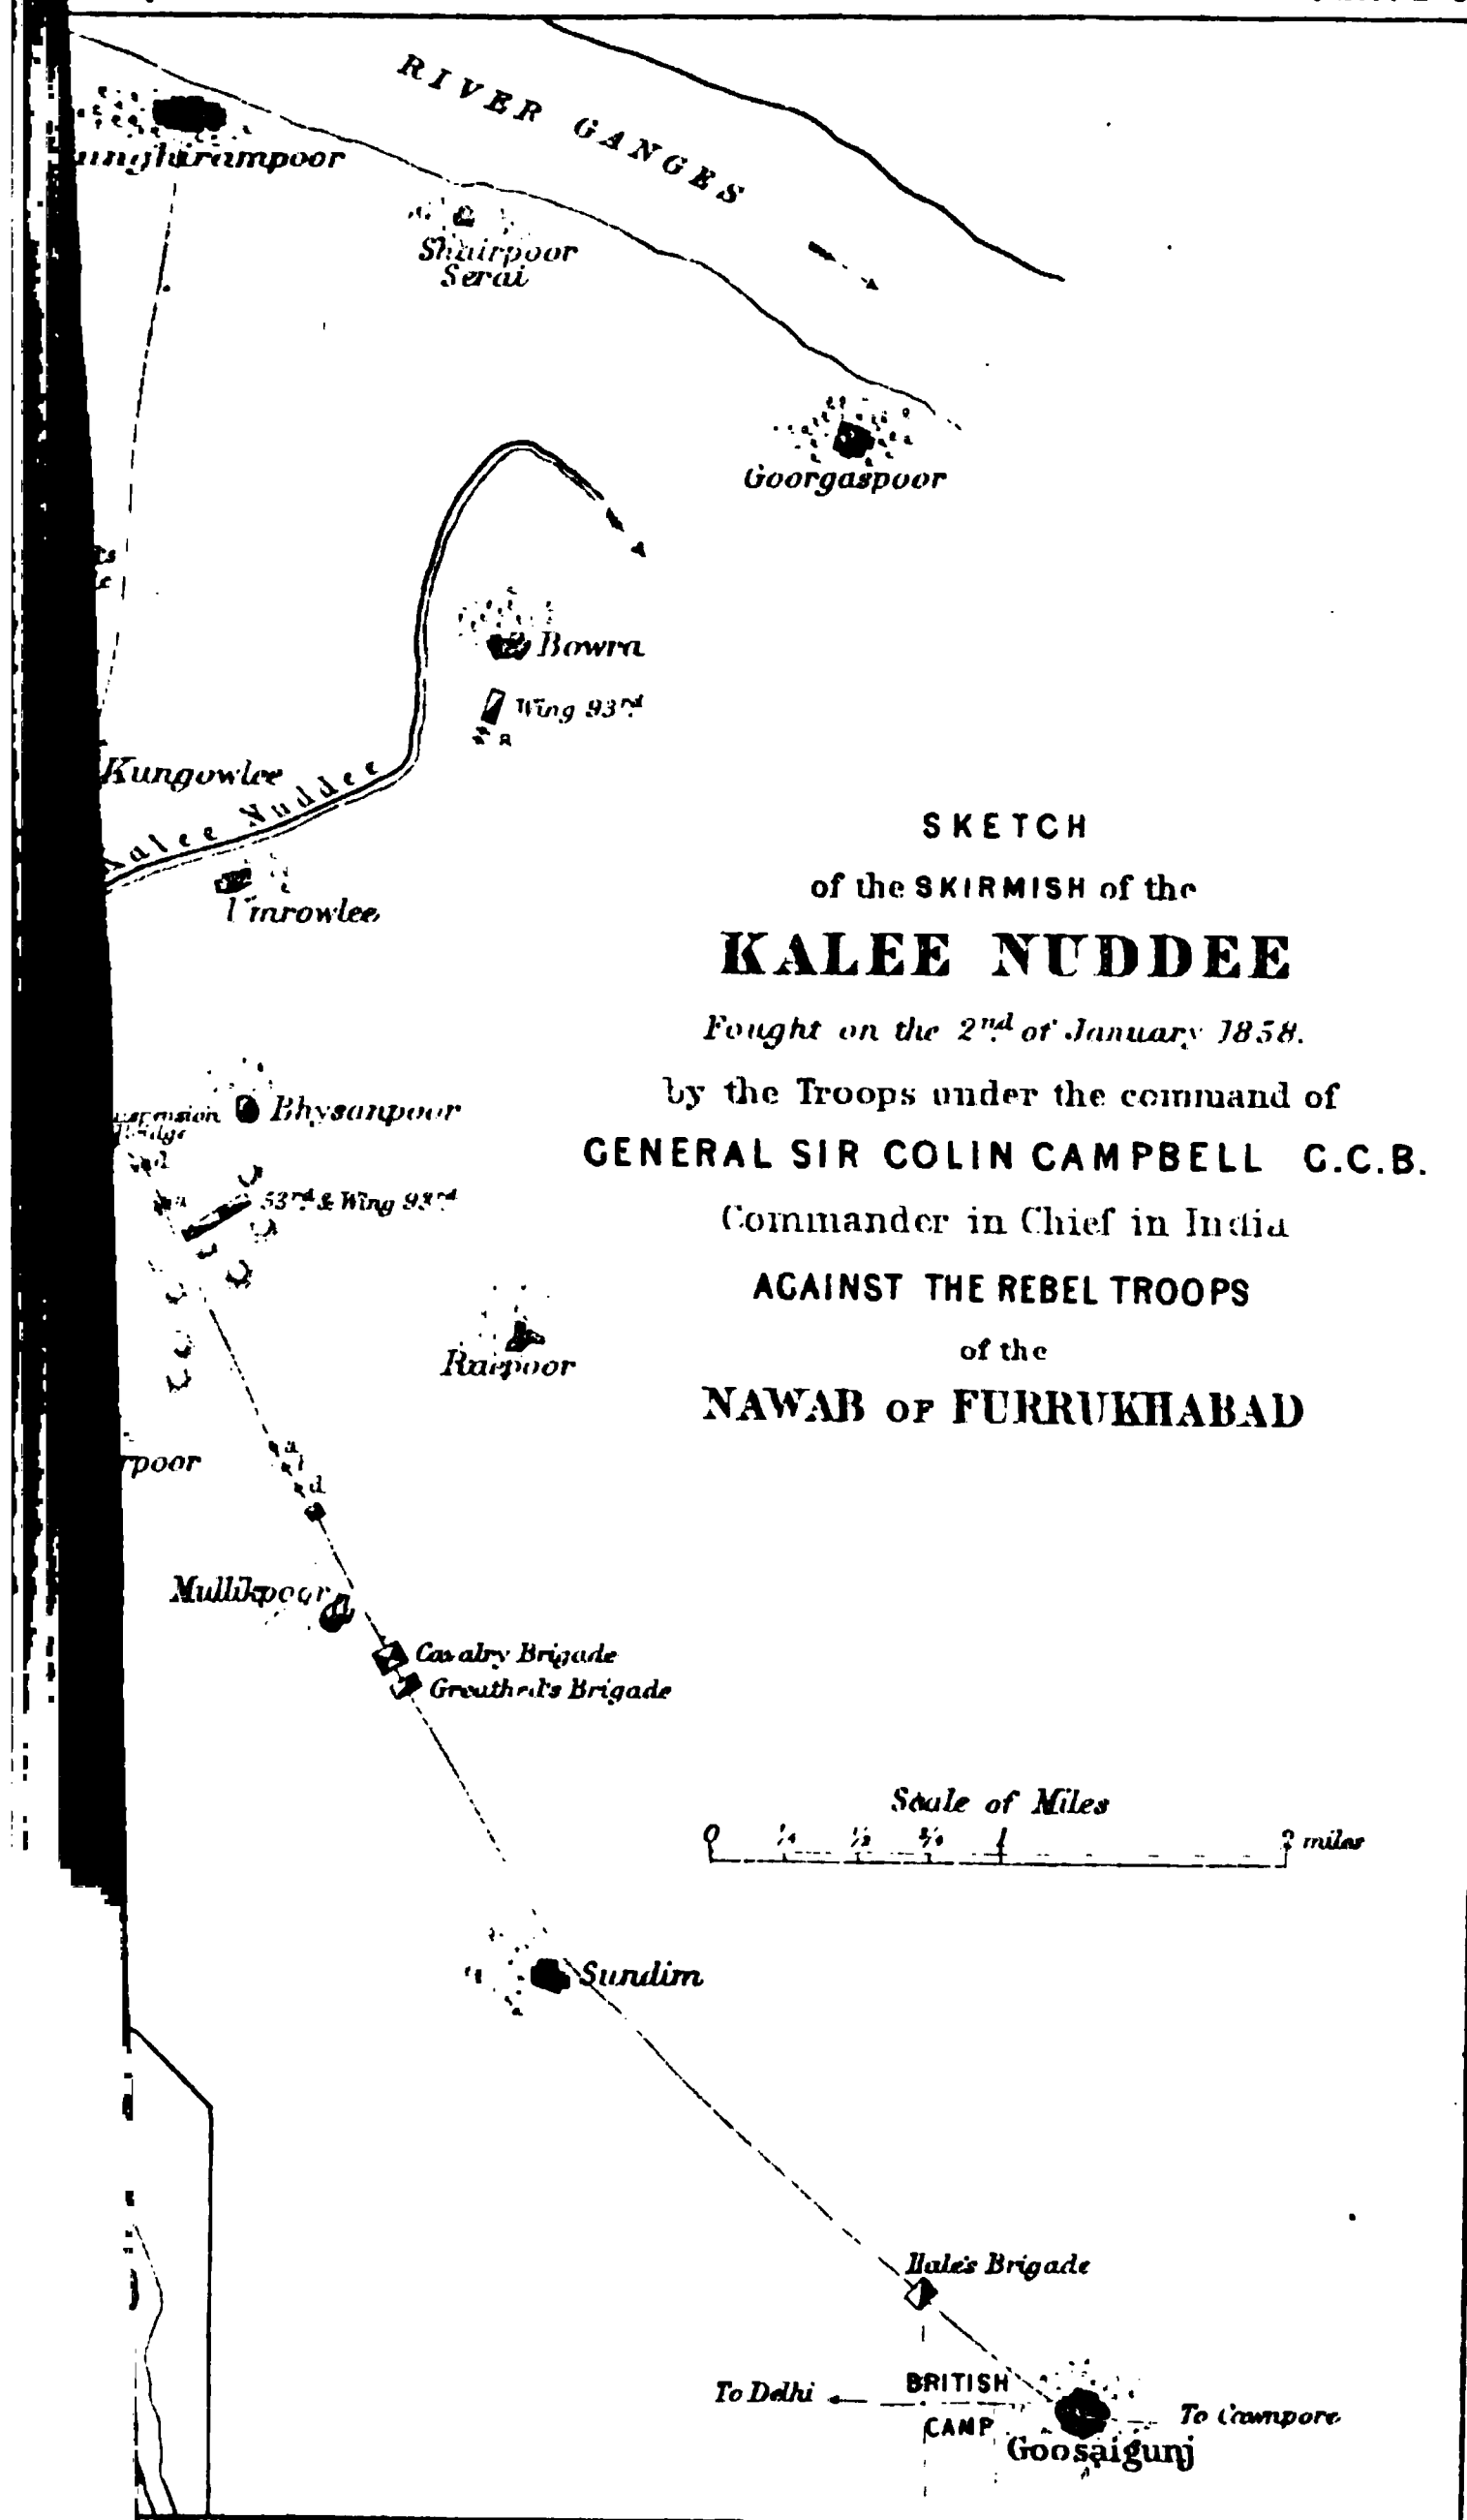 RIVER GANGES
Shairpoor
Serai
Goorgaspoor
Bowra
Wing 93rd
Kungowlee
Kalee Nuddee
Umrowlee
SKETCH
of the SKIRMISH of the
KALEE NUDDEE
Fought on the 2nd of January 1858.
by the Troops under the command of
GENERAL SIR COLIN CAMPBELL G.C.B.
Commander in Chief in India
AGAINST THE REBEL TROOPS
of the
NAWAB OF FURRUKHABAD
Bhysanpoor
53rd & Wing 93rd
Raepoor
rpoor
Mullikpoor
Cavalry Brigade
Greathed's Brigade
Scale of Miles
0 1/4 1/2 3/4 1 2 miles
Sundim
Hale's Brigade
To Delhi
BRITISH
CAMP
To Cawnpore
Goosaigunj